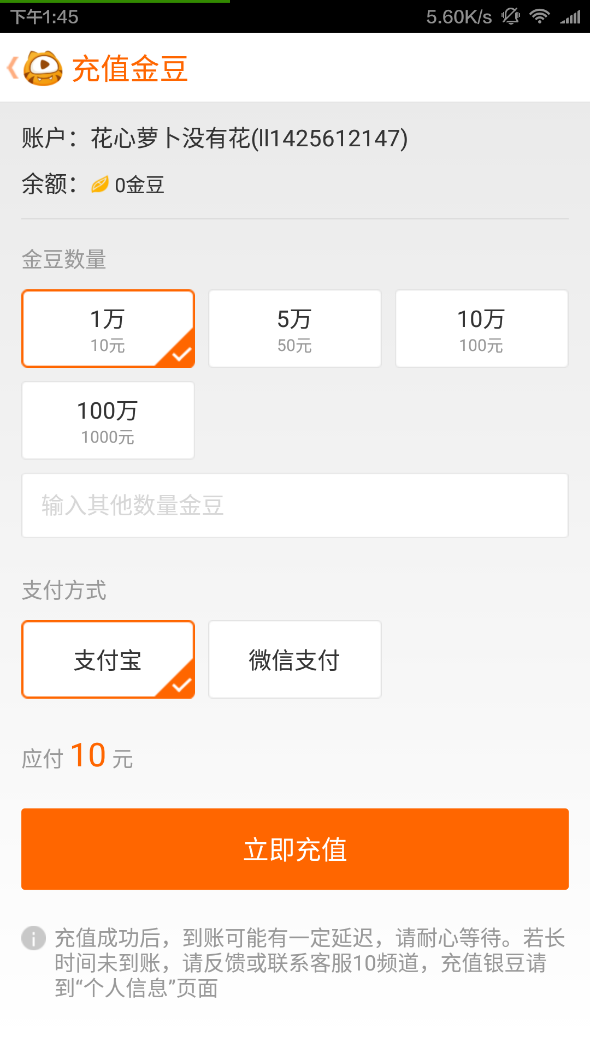 下午1:45 5.60K/s
充值金豆
账户：花心萝卜没有花(ll1425612147)
余额： 0金豆
金豆数量
1万 5万 10万
10元 50元 100元
100万
1000元
输入其他数量金豆
支付方式
支付宝 微信支付
应付 10 元
立即充值
充值成功后，到账可能有一定延迟，请耐心等待。若长
时间未到账，请反馈或联系客服10频道，充值银豆请
到“个人信息”页面